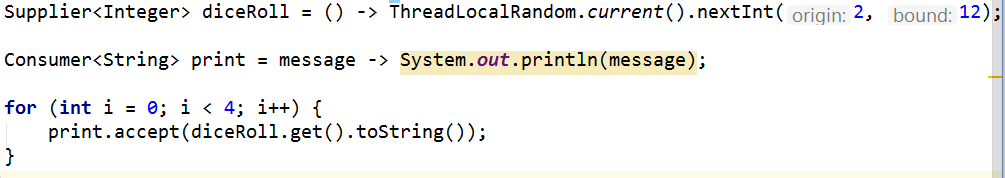 Supplier<Integer> diceRoll = () -> ThreadLocalRandom.current().nextInt( origin: 2, bound: 12);
Consumer<String> print = message -> System.out.println(message);
for (int i = 0; i < 4; i++) {
    print.accept(diceRoll.get().toString());
}